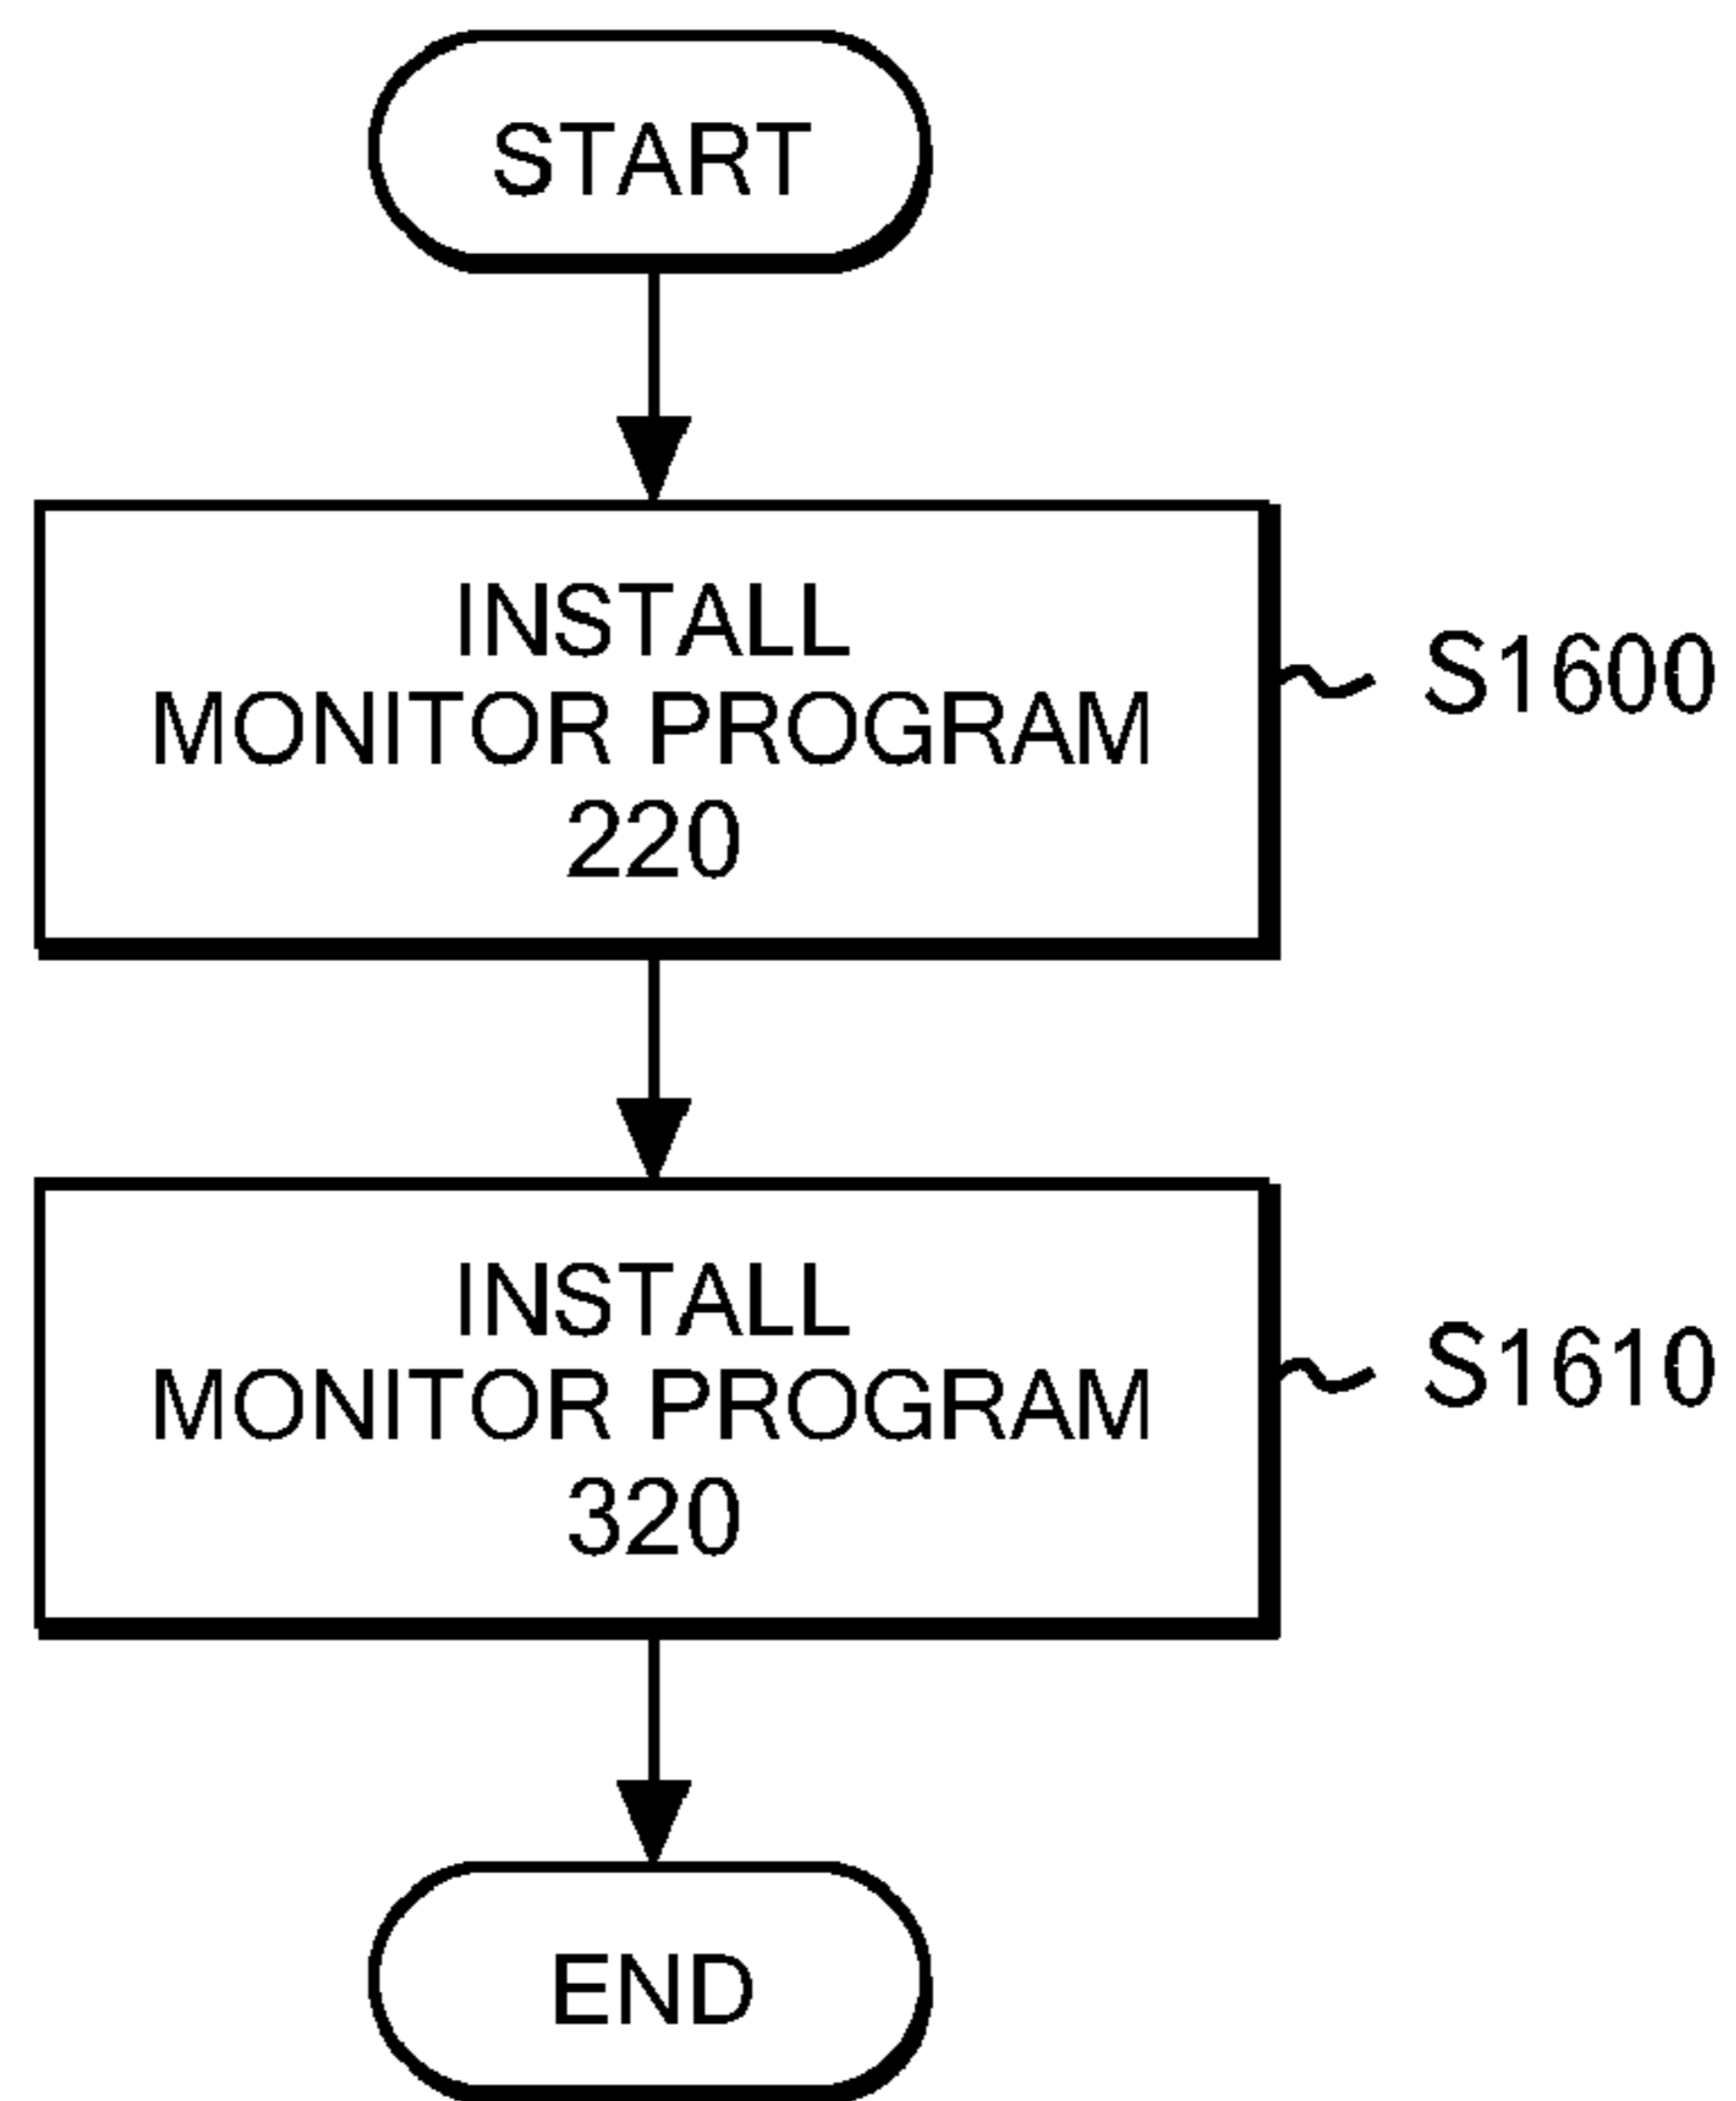 START
INSTALL
MONITOR PROGRAM
220
S1600
INSTALL
MONITOR PROGRAM
320
S1610
END